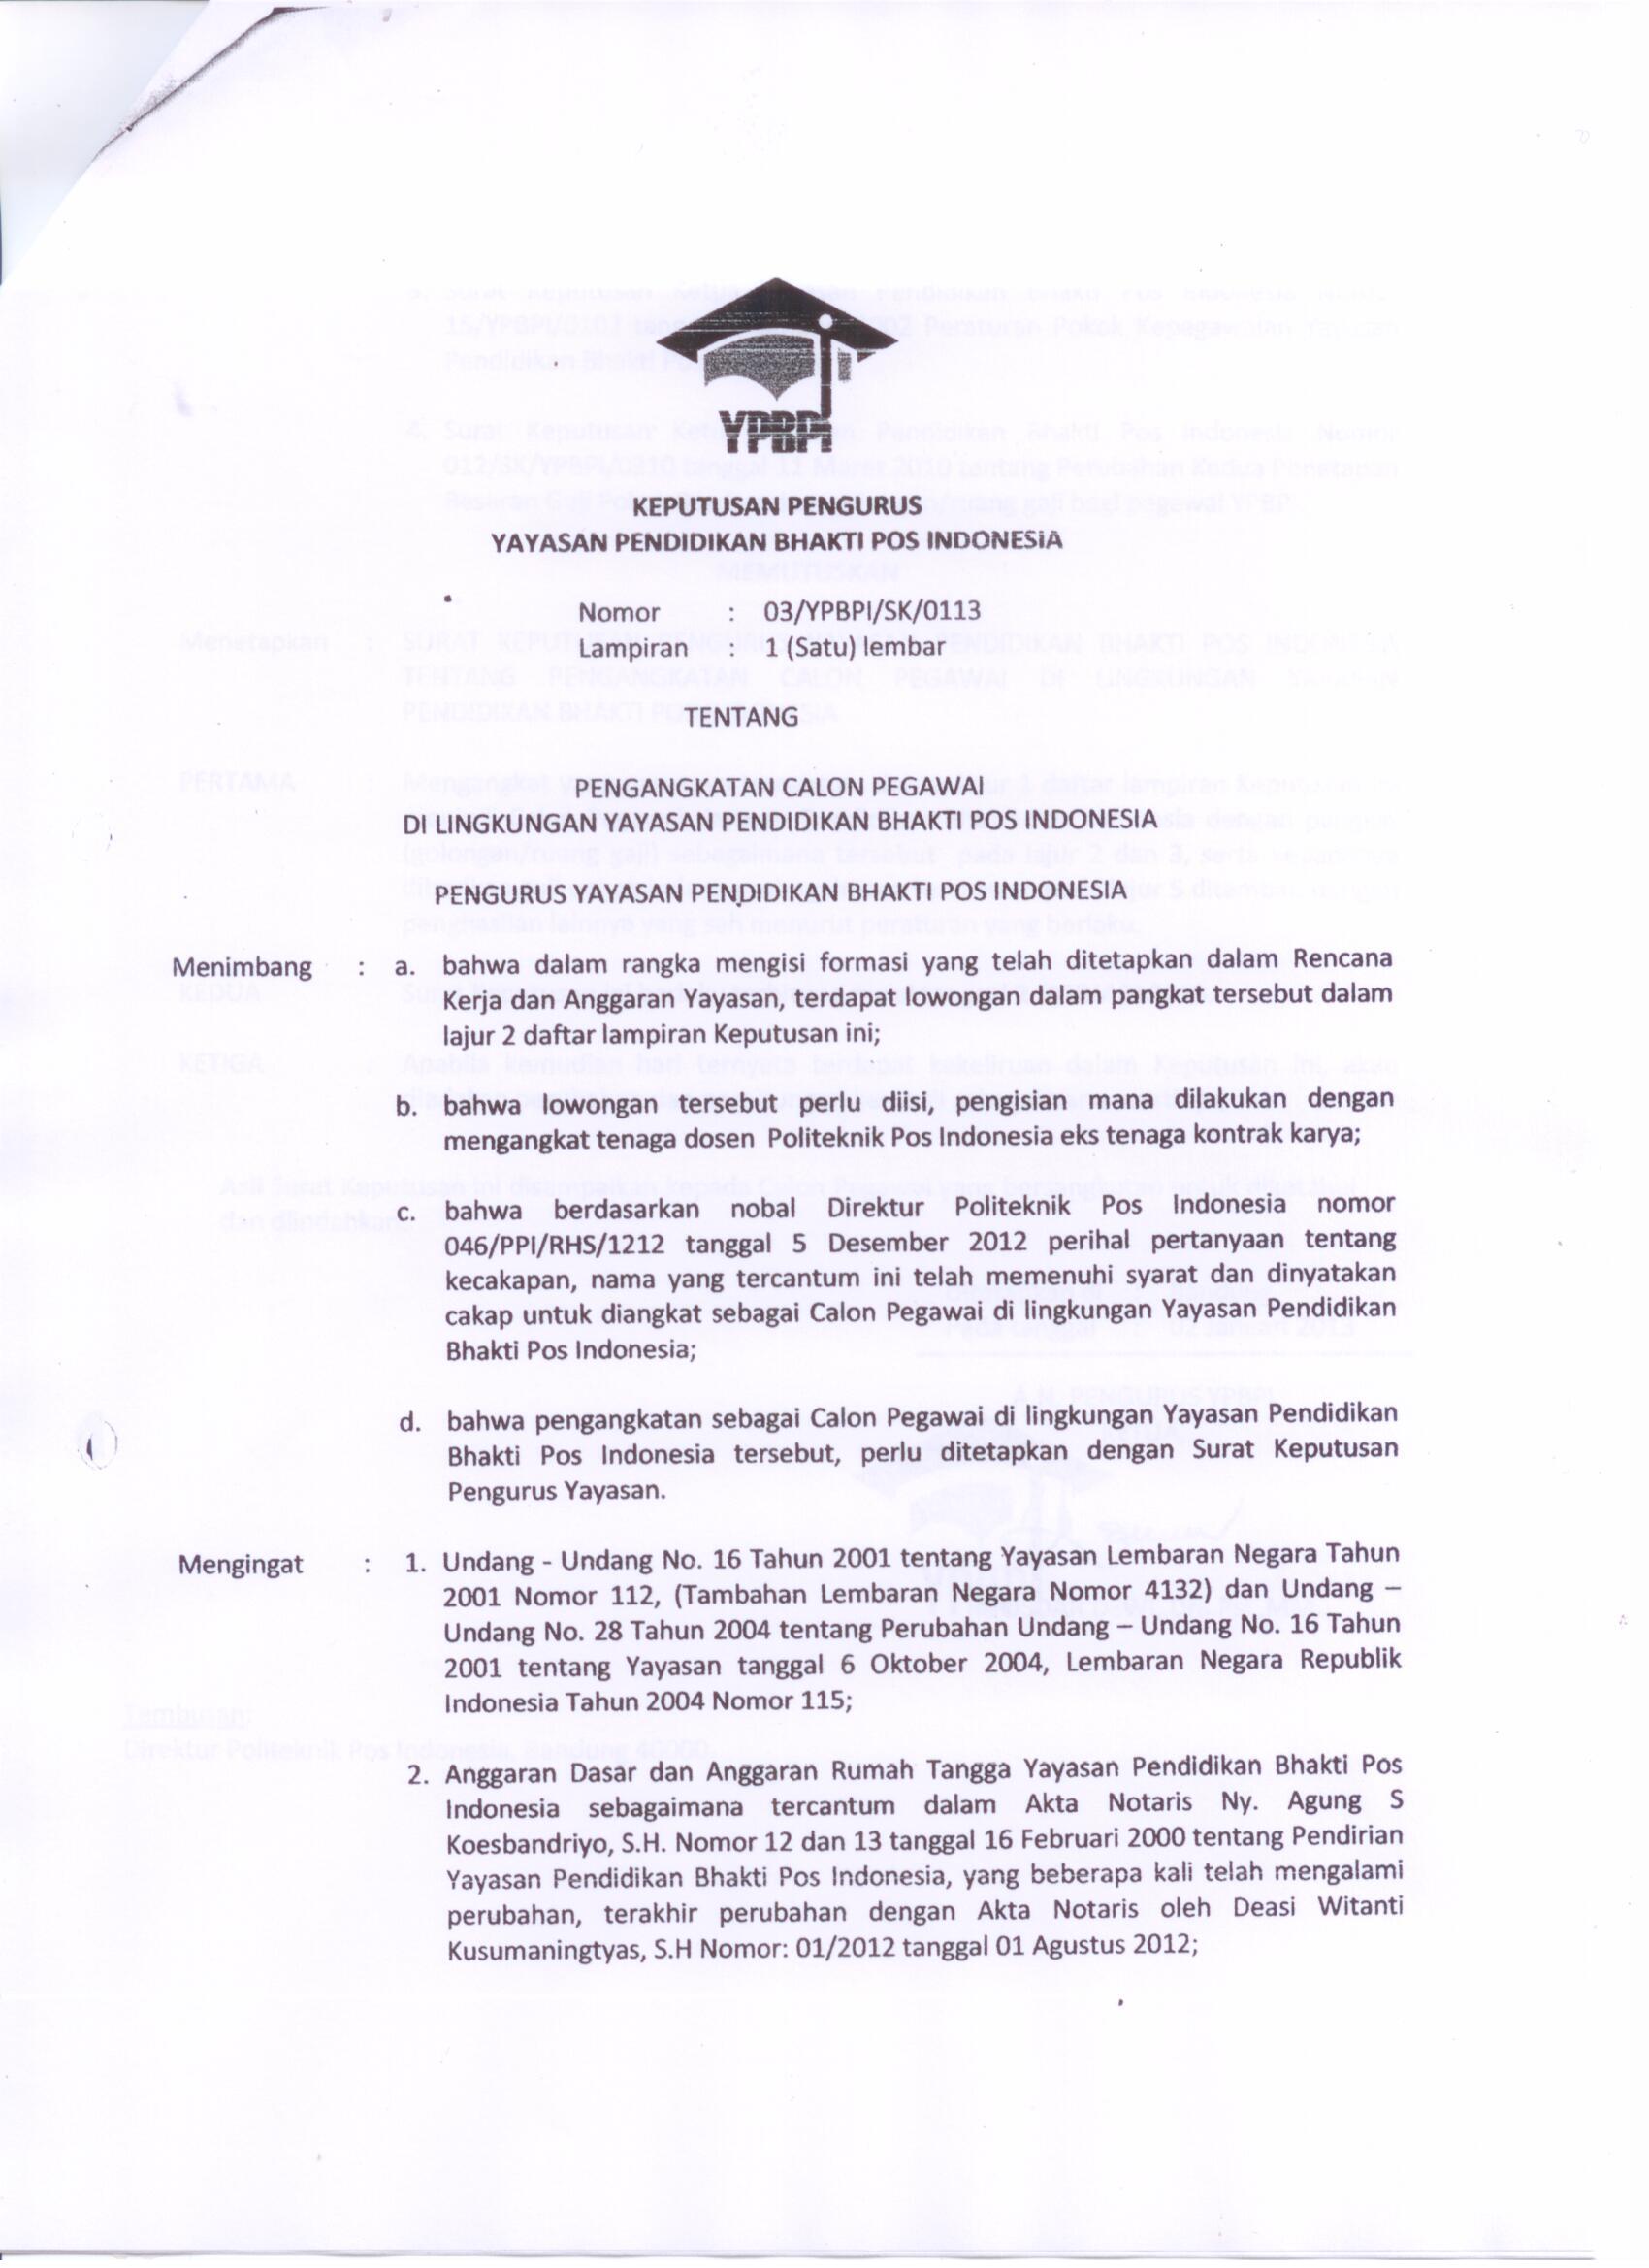 YPBPI
KEPUTUSAN PENGURUS
YAYASAN PENDIDIKAN BHAKTI POS INDONESIA
Nomor : 03/YPBPI/SK/0113
Lampiran : 1 (Satu) lembar
TENTANG
PENGANGKATAN CALON PEGAWAI
DI LINGKUNGAN YAYASAN PENDIDIKAN BHAKTI POS INDONESIA
PENGURUS YAYASAN PENDIDIKAN BHAKTI POS INDONESIA
Menimbang : a. bahwa dalam rangka mengisi formasi yang telah ditetapkan dalam Rencana
Kerja dan Anggaran Yayasan, terdapat lowongan dalam pangkat tersebut dalam
lajur 2 daftar lampiran Keputusan ini;
b. bahwa lowongan tersebut perlu diisi, pengisian mana dilakukan dengan
mengangkat tenaga dosen Politeknik Pos Indonesia eks tenaga kontrak karya;
c. bahwa berdasarkan nobal Direktur Politeknik Pos Indonesia nomor
046/PPI/RHS/1212 tanggal 5 Desember 2012 perihal pertanyaan tentang
kecakapan, nama yang tercantum ini telah memenuhi syarat dan dinyatakan
cakap untuk diangkat sebagai Calon Pegawai di lingkungan Yayasan Pendidikan
Bhakti Pos Indonesia;
d. bahwa pengangkatan sebagai Calon Pegawai di lingkungan Yayasan Pendidikan
Bhakti Pos Indonesia tersebut, perlu ditetapkan dengan Surat Keputusan
Pengurus Yayasan.
Mengingat : 1. Undang - Undang No. 16 Tahun 2001 tentang Yayasan Lembaran Negara Tahun
2001 Nomor 112, (Tambahan Lembaran Negara Nomor 4132) dan Undang –
Undang No. 28 Tahun 2004 tentang Perubahan Undang – Undang No. 16 Tahun
2001 tentang Yayasan tanggal 6 Oktober 2004, Lembaran Negara Republik
Indonesia Tahun 2004 Nomor 115;
2. Anggaran Dasar dan Anggaran Rumah Tangga Yayasan Pendidikan Bhakti Pos
Indonesia sebagaimana tercantum dalam Akta Notaris Ny. Agung S
Koesbandriyo, S.H. Nomor 12 dan 13 tanggal 16 Februari 2000 tentang Pendirian
Yayasan Pendidikan Bhakti Pos Indonesia, yang beberapa kali telah mengalami
perubahan, terakhir perubahan dengan Akta Notaris oleh Deasi Witanti
Kusumaningtyas, S.H Nomor: 01/2012 tanggal 01 Agustus 2012;